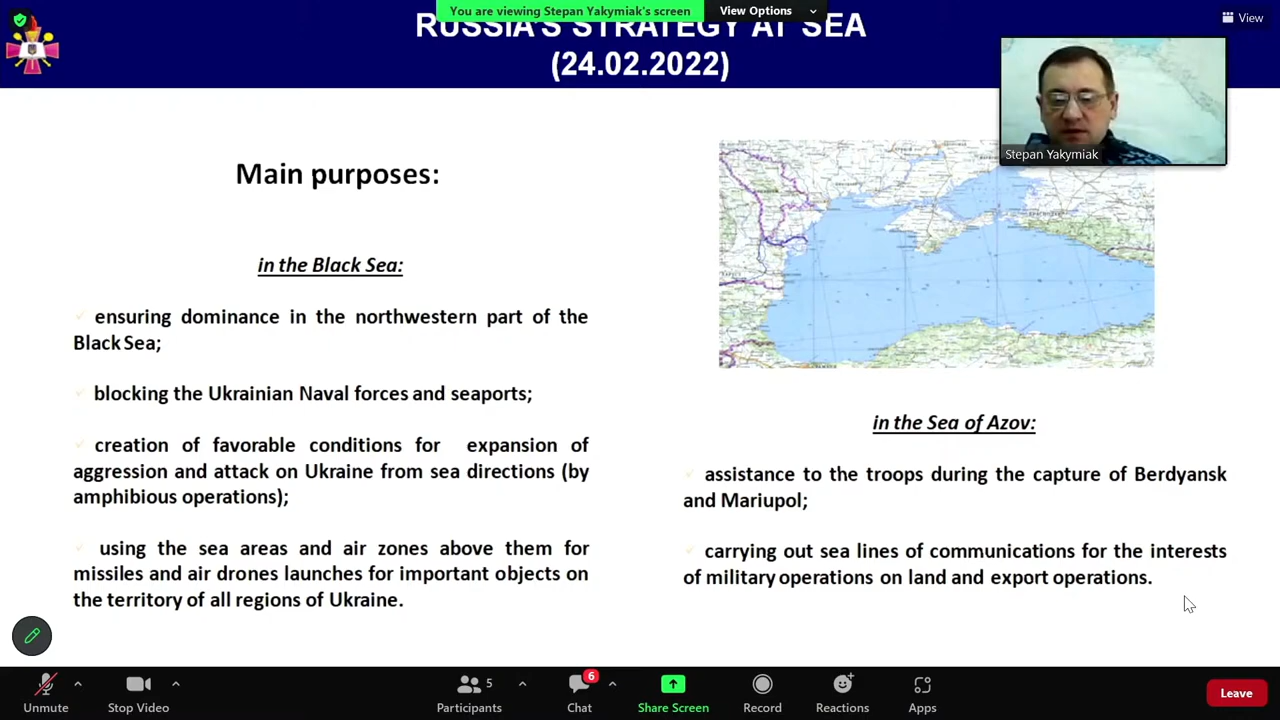 You are viewing Stepan Yakymiak's screen
View Options
View
RUSSIA'S STRATEGY AT SEA
(24.02.2022)
Stepan Yakymiak
Main purposes:
in the Black Sea:
ensuring dominance in the northwestern part of the
Black Sea;
blocking the Ukrainian Naval forces and seaports;
creation of favorable conditions for expansion of
aggression and attack on Ukraine from sea directions (by
amphibious operations);
using the sea areas and air zones above them for
missiles and air drones launches for important objects on
the territory of all regions of Ukraine.
in the Sea of Azov:
assistance to the troops during the capture of Berdyansk
and Mariupol;
carrying out sea lines of communications for the interests
of military operations on land and export operations.
Unmute
Stop Video
5
Participants
6
Chat
Share Screen
Record
Reactions
Apps
Leave